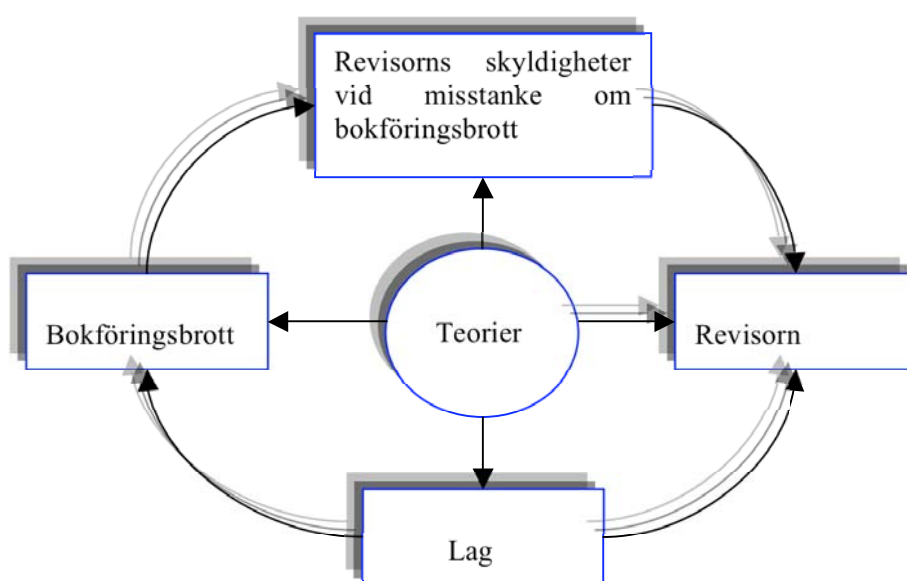 Revisorns skyldigheter
vid misstanke om
bokföringsbrott
Bokföringsbrott
Teorier
Revisorn
Lag